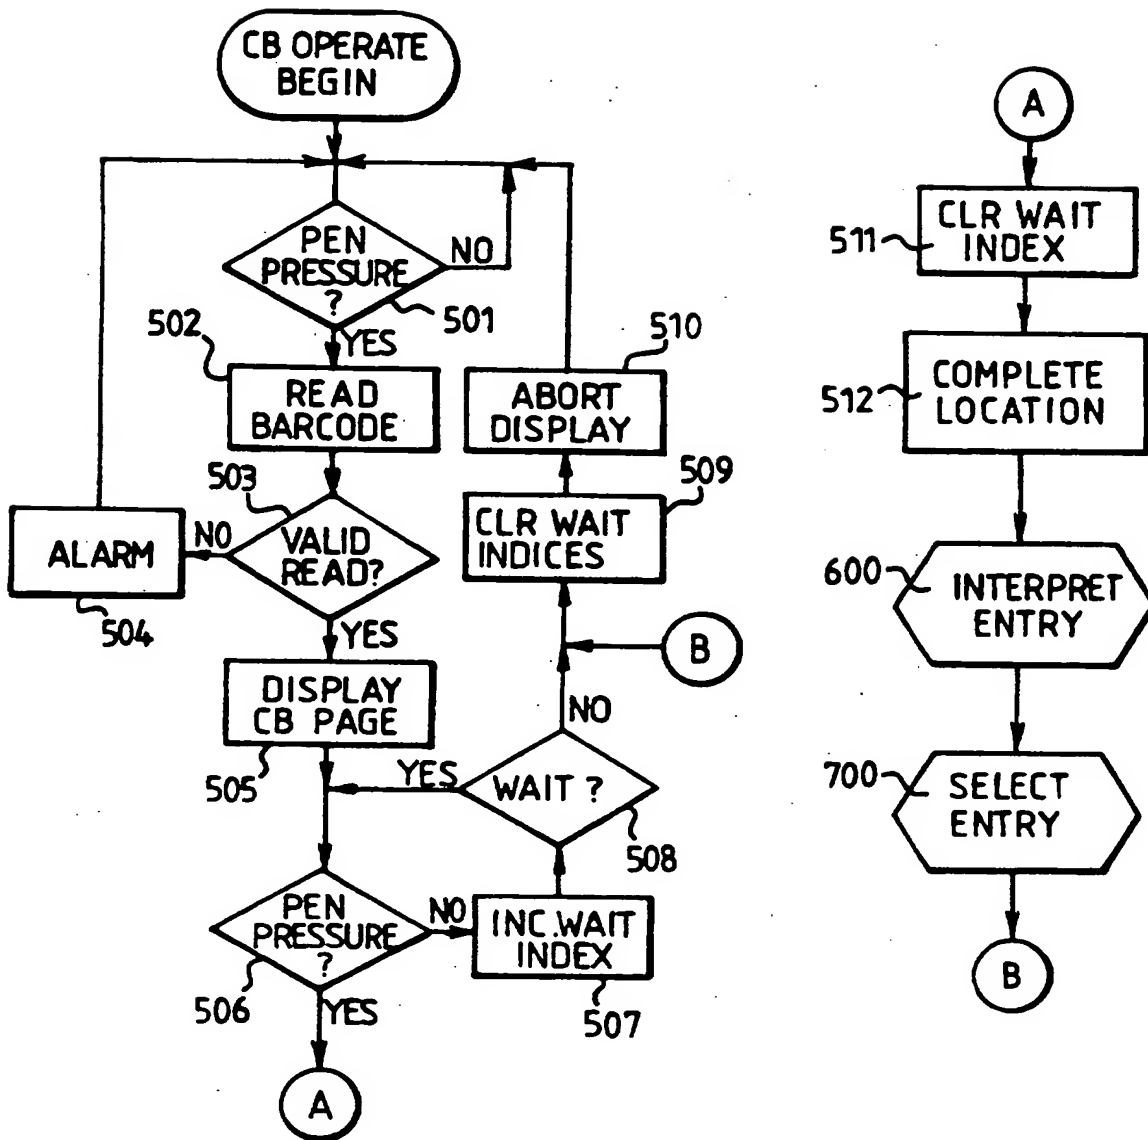 CB OPERATE
BEGIN
PEN
PRESSURE
?
NO
501
YES
502
READ
BARCODE
503
VALID
READ?
NO
ALARM
504
YES
DISPLAY
CB PAGE
505
PEN
PRESSURE
?
506
NO
YES
A
INC.WAIT
INDEX
507
WAIT ?
508
YES
NO
B
CLR WAIT
INDICES
509
ABORT
DISPLAY
510
A
511
CLR WAIT
INDEX
512
COMPLETE
LOCATION
600
INTERPRET
ENTRY
700
SELECT
ENTRY
B